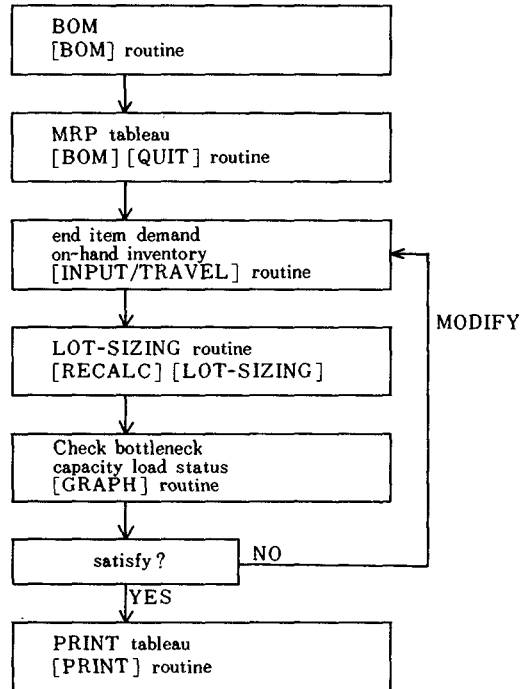 BOM
[BOM] routine
MRP tableau
[BOM] [QUIT] routine
end item demand
on-hand inventory
[INPUT/TRAVEL] routine
MODIFY
LOT-SIZING routine
[RECALC] [LOT-SIZING]
Check bottleneck
capacity load status
[GRAPH] routine
satisfy?
NO
YES
PRINT tableau
[PRINT] routine